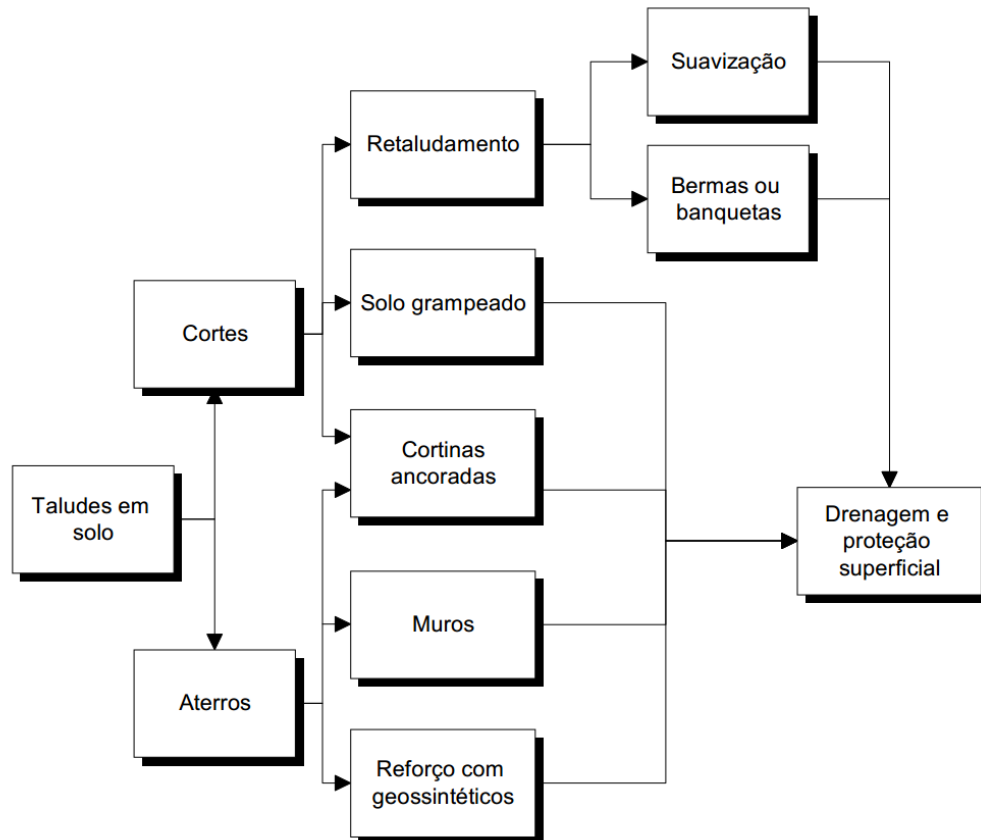 Suavização
Retaludamento
Bermas ou
banquetas
Solo grampeado
Cortes
Cortinas
ancoradas
Taludes em
solo
Drenagem e
proteção
superficial
Muros
Aterros
Reforço com
geossintéticos